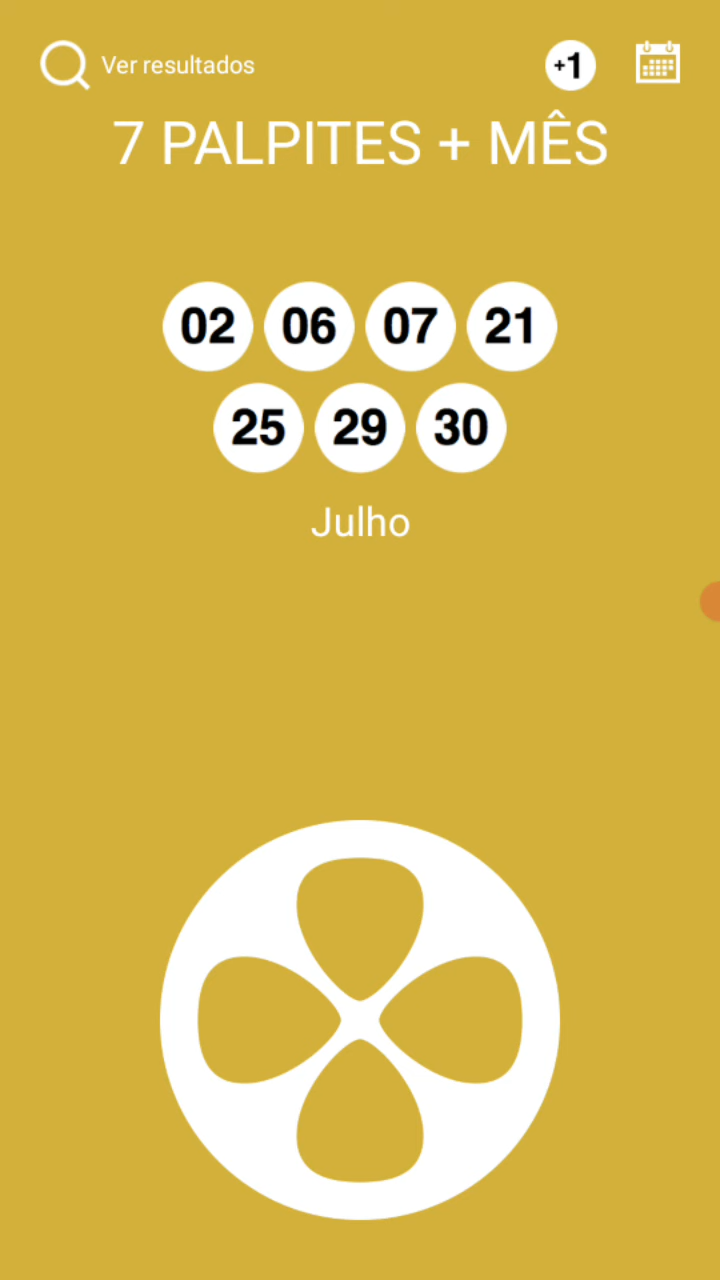 Ver resultados
+1
7 PALPITES + MÊS
02 06 07 21
25 29 30
Julho